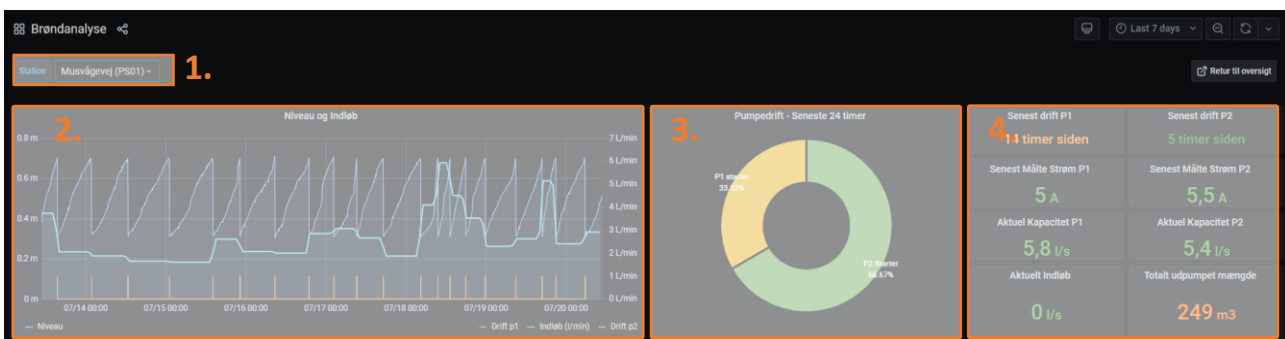 Brøndanalyse
Last 7 days
Station Musvågevej (PS01)
1.
Retur til oversigt
2.
Niveau og Indløb
0.8 m
0.6 m
0.4 m
0.2 m
0 m
7 L/min
6 L/min
5 L/min
4 L/min
3 L/min
2 L/min
1 L/min
0 L/min
07/14 00:00 07/15 00:00 07/16 00:00 07/17 00:00 07/18 00:00 07/19 00:00 07/20 00:00
Niveau Drift p1 Indløb (l/min) Drift p2
3.
Pumpedrift - Seneste 24 timer
P1 starter
33.33%
P2 Starter
66.67%
4.
Senest drift P1 Senest drift P2
14 timer siden 5 timer siden
Senest Målte Strøm P1 Senest Målte Strøm P2
5 A 5,5 A
Aktuel Kapacitet P1 Aktuel Kapacitet P2
5,8 l/s 5,4 l/s
Aktuelt Indløb Totalt udpumpet mængde
0 l/s 249 m3